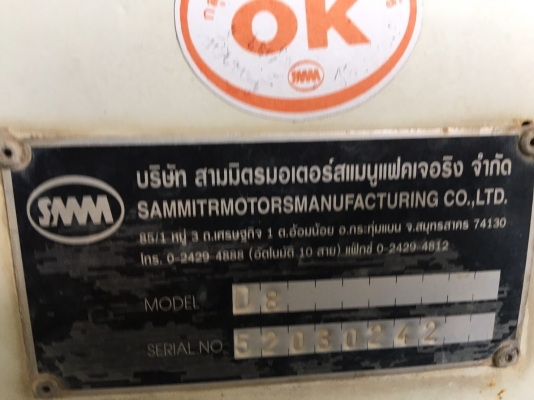 OK
SMM
บริษัท สามมิตรมอเตอร์สแมนูแฟคเจอริง จำกัด
SMM
SAMMITRMOTORSMANUFACTURING CO.,LTD.
85/1 หมู่ 3 ถ.เศรษฐกิจ 1 ต.อ้อมน้อย อ.กระทุ่มแบน จ.สมุทรสาคร 74130
โทร. 0-2429-4888 (อัตโนมัติ 10 สาย) แฟ็กซ์ 0-2429-4812
MODEL
SERIAL NO. 52030242